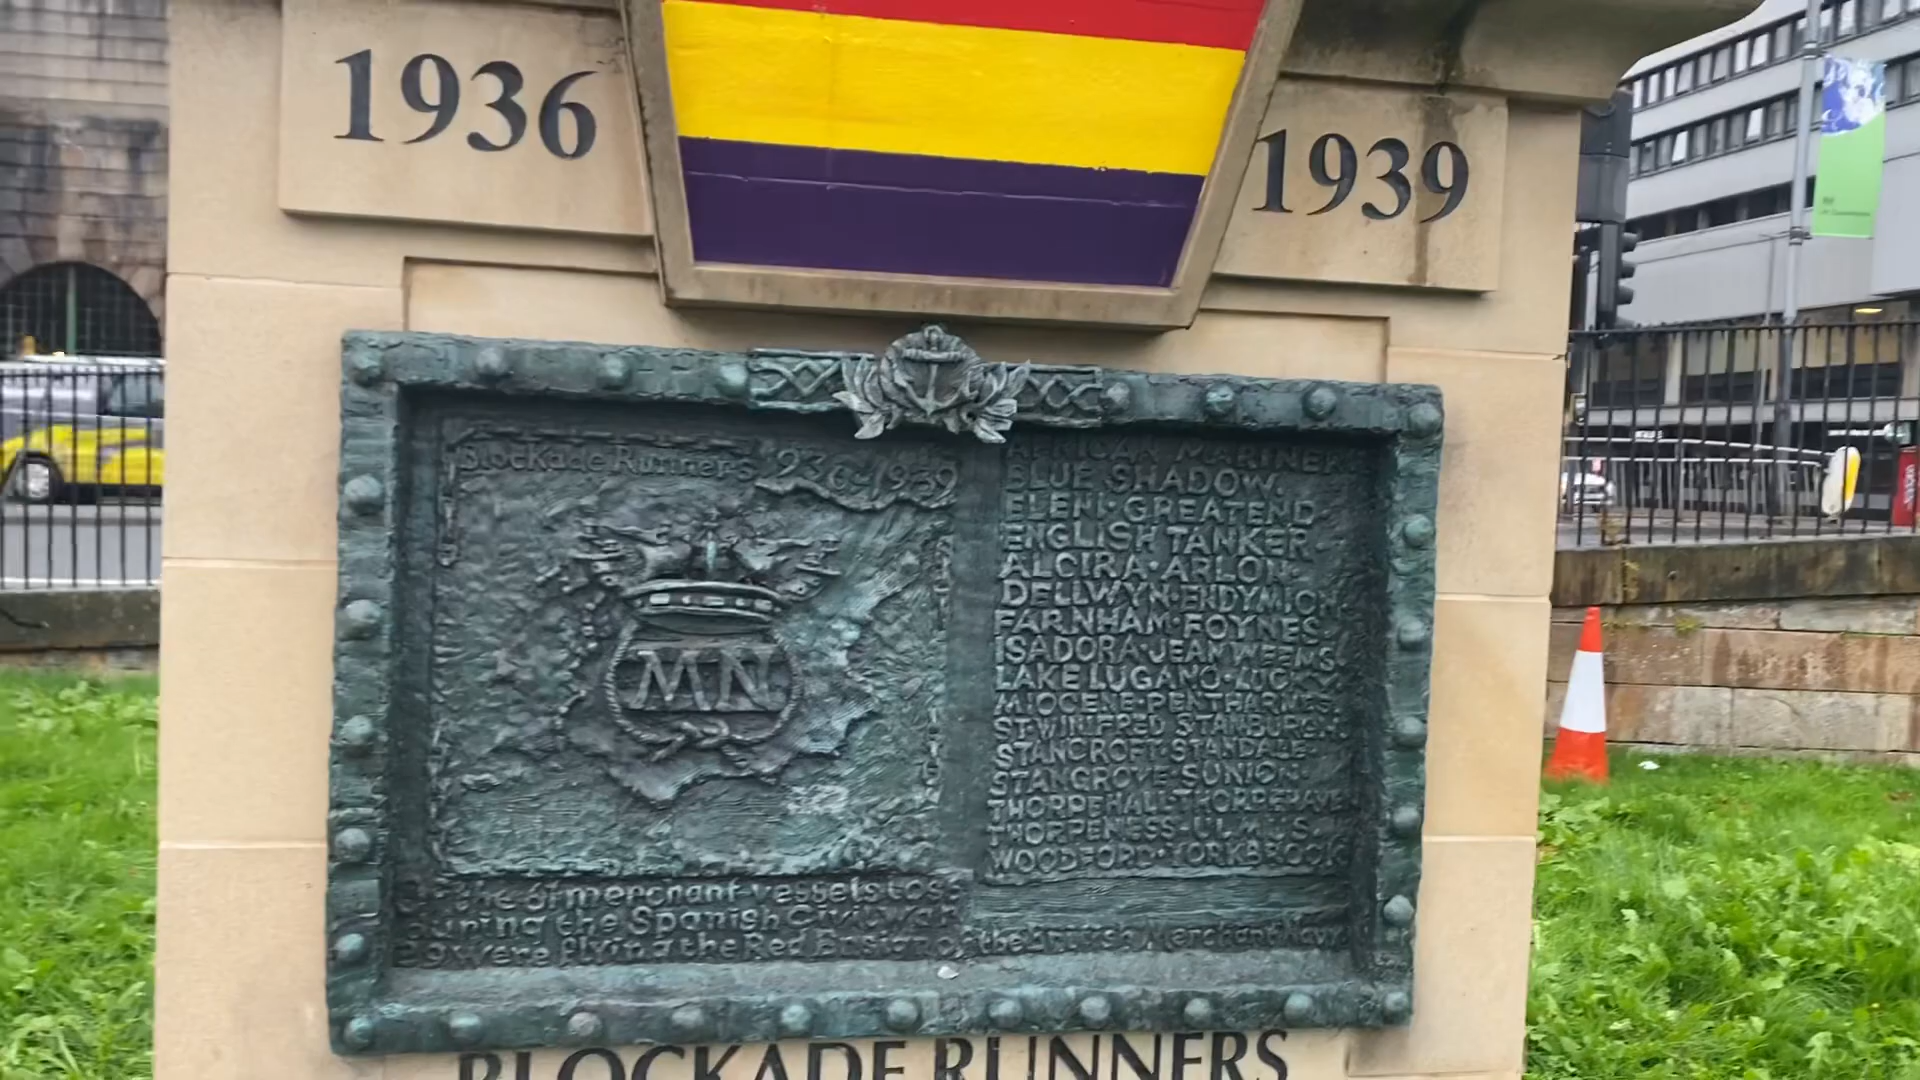 1936
1939
Blockade Runners 1936-1939
MN
AFRICAN MARINER
BLUE SHADOW.
ELENI·GREATEND
ENGLISH TANKER
ALCIRA·ARLON·
DELLWYN·ENDYMION
FARNHAM·FOYNES·
ISADORA·JEAN WEEMS·
LAKE LUGANO·LUCKY
MIOCENE·PENTHAMES
ST WINIFRED STANBURGH·
STANCROFT·STANDALE·
STANGROVE·SUNION·
THORPEHALL·THORPEHAVEN
THORPENESS·ULMUS·
WOODFORD·YORKBROOK
Of the 61 merchant vessels lost
during the Spanish Civil War
29 were flying the Red Ensign of the British Merchant Navy
BLOCKADE RUNNERS